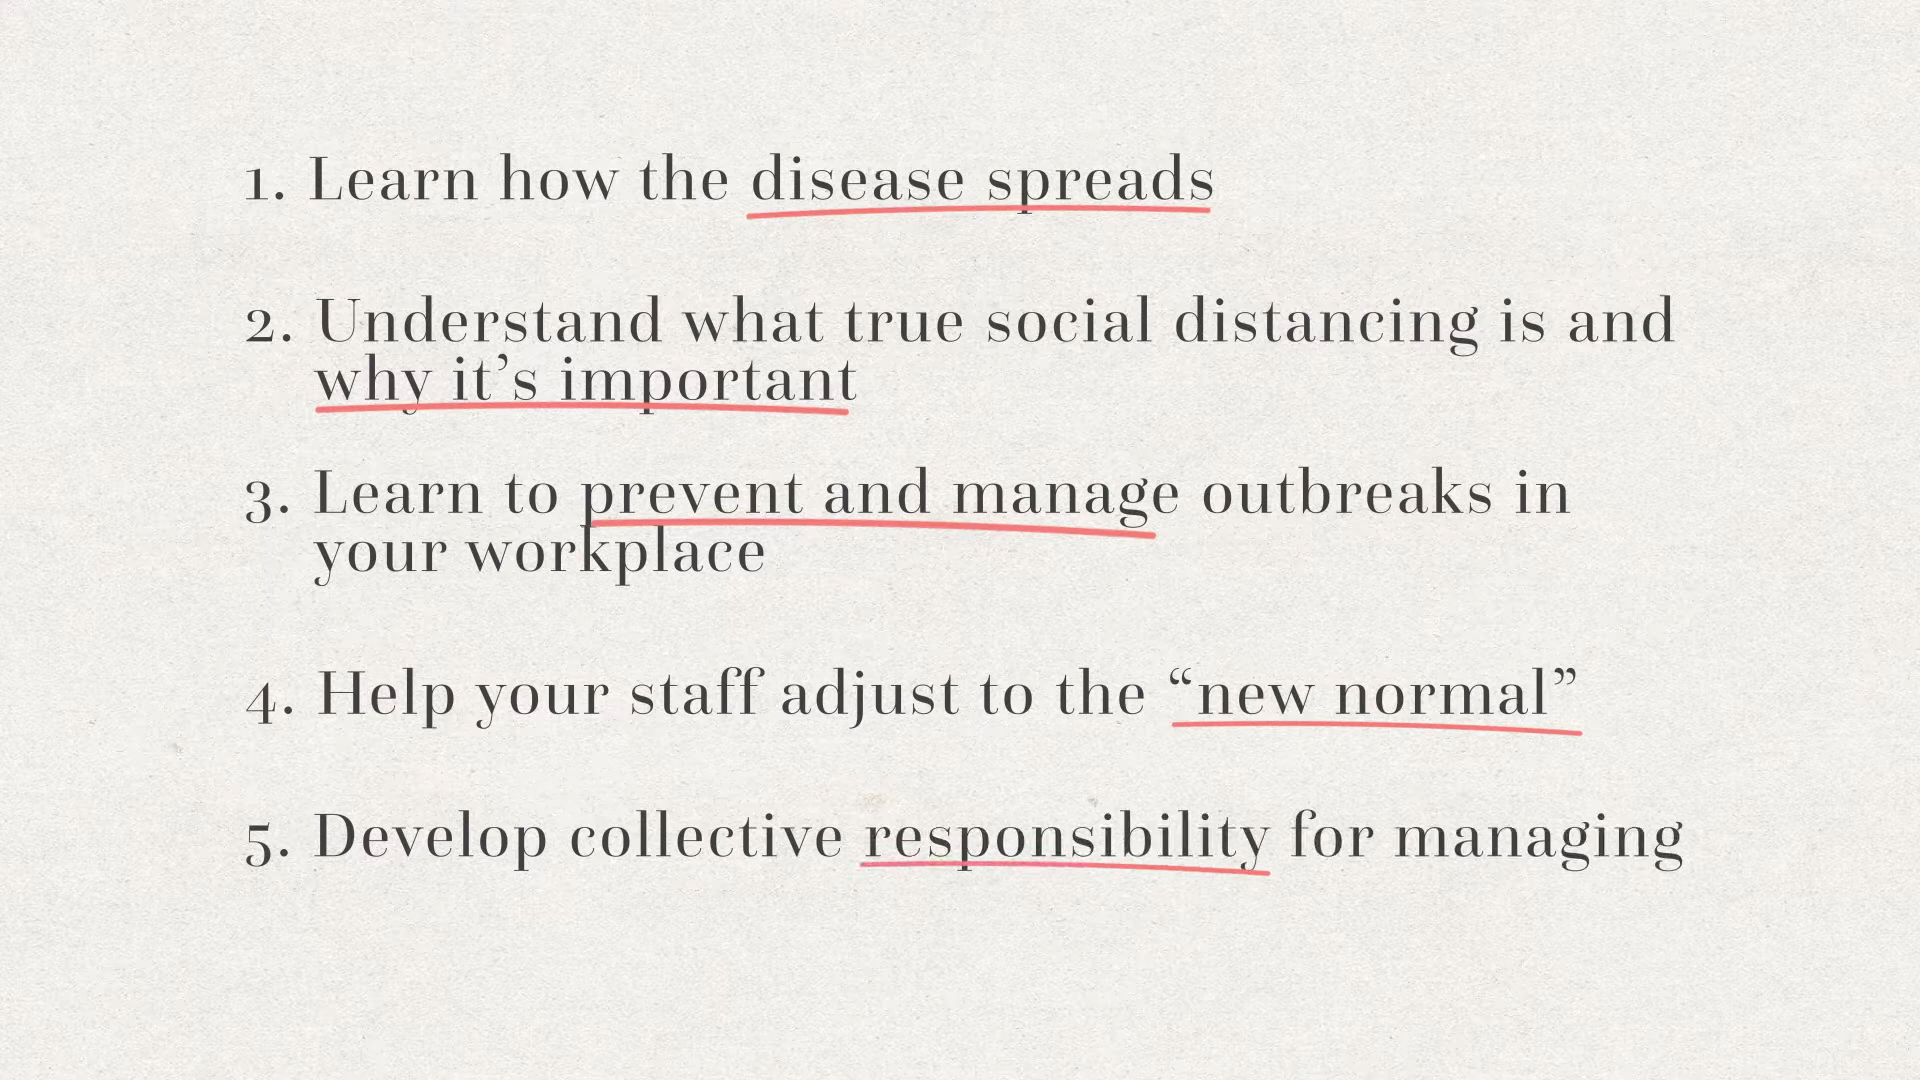 1. Learn how the disease spreads
2. Understand what true social distancing is and
why it’s important
3. Learn to prevent and manage outbreaks in
your workplace
4. Help your staff adjust to the “new normal”
5. Develop collective responsibility for managing